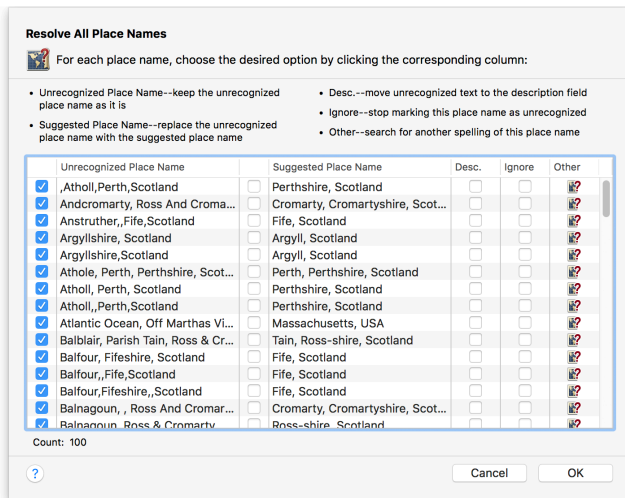 Resolve All Place Names
For each place name, choose the desired option by clicking the corresponding column:
• Unrecognized Place Name--keep the unrecognized
place name as it is
• Suggested Place Name--replace the unrecognized
place name with the suggested place name
• Desc.--move unrecognized text to the description field
• Ignore--stop marking this place name as unrecognized
• Other--search for another spelling of this place name
Unrecognized Place Name Suggested Place Name Desc. Ignore Other
,Atholl,Perth,Scotland Perthshire, Scotland
Andcromarty, Ross And Croma... Cromarty, Cromartyshire, Scot...
Anstruther,,Fife,Scotland Fife, Scotland
Argyllshire, Scotland Argyll, Scotland
Argyllshire,Scotland Argyll, Scotland
Athole, Perth, Perthshire, Scot... Perth, Perthshire, Scotland
Atholl, Perth, Scotland Perthshire, Scotland
Atholl,,Perth,Scotland Perthshire, Scotland
Atlantic Ocean, Off Marthas Vi... Massachusetts, USA
Balblair, Parish Tain, Ross & Cr... Tain, Ross-shire, Scotland
Balfour, Fifeshire, Scotland Fife, Scotland
Balfour,,Fife,Scotland Fife, Scotland
Balfour,Fifeshire,,Scotland Fife, Scotland
Balnagoun, , Ross And Cromar... Cromarty, Cromartyshire, Scot...
Balnagoun, Ross & Cromarty Ross-shire, Scotland
Count: 100
? Cancel OK